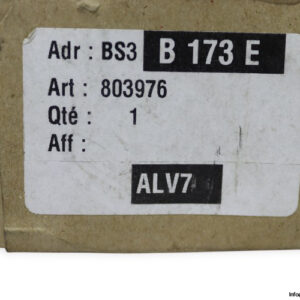 Adr : BS3 B 173 E
Art : 803976
Qté : 1
Aff :
ALV7